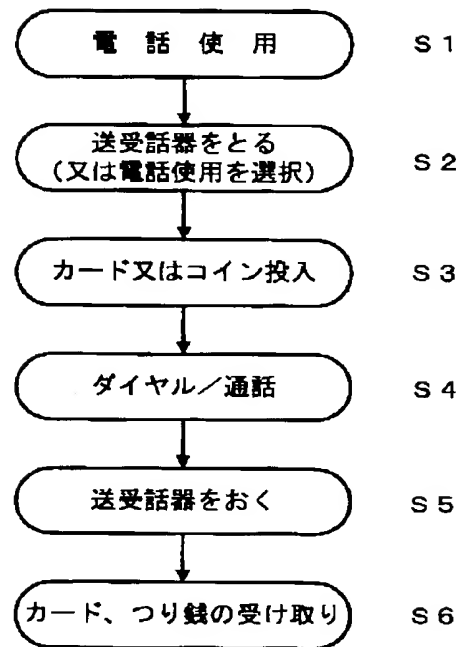 電話使用 S1
送受話器をとる
(又は電話使用を選択) S2
カード又はコイン投入 S3
ダイヤル/通話 S4
送受話器をおく S5
カード、つり銭の受け取り S6